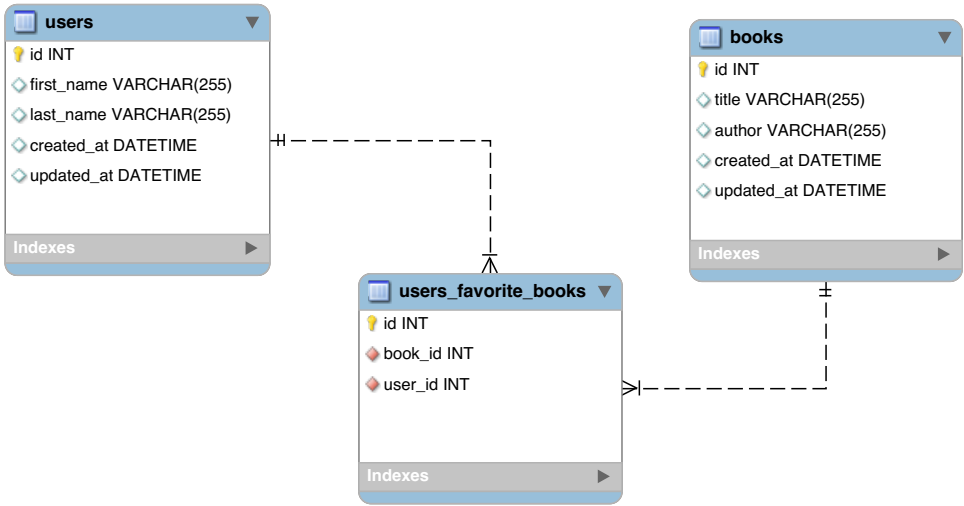 users
id INT
first_name VARCHAR(255)
last_name VARCHAR(255)
created_at DATETIME
updated_at DATETIME
Indexes
books
id INT
title VARCHAR(255)
author VARCHAR(255)
created_at DATETIME
updated_at DATETIME
Indexes
users_favorite_books
id INT
book_id INT
user_id INT
Indexes